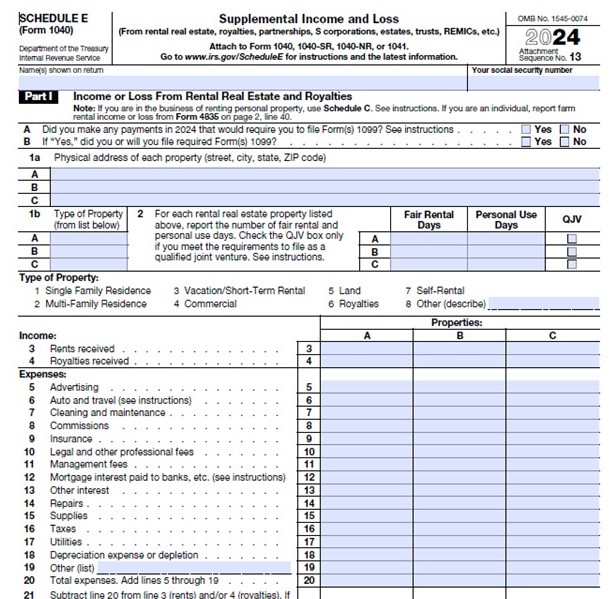 SCHEDULE E
(Form 1040)
Department of the Treasury
Internal Revenue Service
Supplemental Income and Loss
(From rental real estate, royalties, partnerships, S corporations, estates, trusts, REMICs, etc.)
Attach to Form 1040, 1040-SR, 1040-NR, or 1041.
Go to www.irs.gov/ScheduleE for instructions and the latest information.
OMB No. 1545-0074
2024
Attachment
Sequence No. 13
Name(s) shown on return
Your social security number
Part I Income or Loss From Rental Real Estate and Royalties
Note: If you are in the business of renting personal property, use Schedule C. See instructions. If you are an individual, report farm
rental income or loss from Form 4835 on page 2, line 40.
A Did you make any payments in 2024 that would require you to file Form(s) 1099? See instructions . . . . . Yes No
B If "Yes," did you or will you file required Form(s) 1099? . . . . . . . . . . . . . . . . . Yes No
1a Physical address of each property (street, city, state, ZIP code)
A
B
C
1b Type of Property
(from list below)
A
B
C
2 For each rental real estate property listed
above, report the number of fair rental and
personal use days. Check the QJV box only
if you meet the requirements to file as a
qualified joint venture. See instructions.
Fair Rental
Days
Personal Use
Days
QJV
A
B
C
Type of Property:
1 Single Family Residence 3 Vacation/Short-Term Rental 5 Land 7 Self-Rental
2 Multi-Family Residence 4 Commercial 6 Royalties 8 Other (describe)
Properties:
Income: A B C
3 Rents received . . . . . . . . . . . . . 3
4 Royalties received . . . . . . . . . . . . 4
Expenses:
5 Advertising . . . . . . . . . . . . . 5
6 Auto and travel (see instructions) . . . . . . . 6
7 Cleaning and maintenance . . . . . . . . . 7
8 Commissions . . . . . . . . . . . . 8
9 Insurance . . . . . . . . . . . . . . 9
10 Legal and other professional fees . . . . . . . 10
11 Management fees . . . . . . . . . . . . 11
12 Mortgage interest paid to banks, etc. (see instructions) 12
13 Other interest . . . . . . . . . . . . 13
14 Repairs . . . . . . . . . . . . . . . 14
15 Supplies . . . . . . . . . . . . . . 15
16 Taxes . . . . . . . . . . . . . . 16
17 Utilities . . . . . . . . . . . . . . . 17
18 Depreciation expense or depletion . . . . . . 18
19 Other (list) 19
20 Total expenses. Add lines 5 through 19 . . . . . 20
21 Subtract line 20 from line 3 (rents) and/or 4 (royalties). If